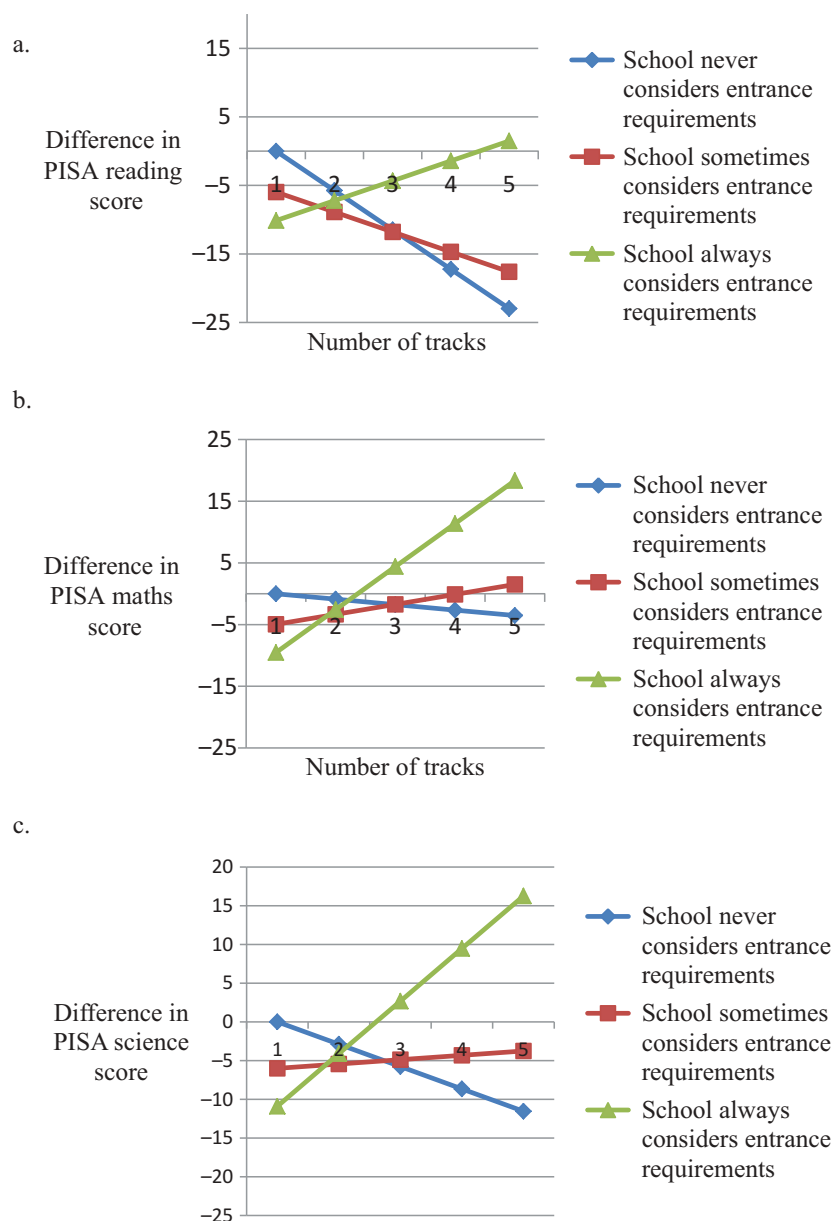 a.
15
5
−5
−15
−25
1 2 3 4 5
Difference in
PISA reading
score
Number of tracks
School never
considers entrance
requirements
School sometimes
considers entrance
requirements
School always
considers entrance
requirements
b.
25
15
5
−5
−15
−25
1 2 3 4 5
Difference in
PISA maths
score
Number of tracks
School never
considers entrance
requirements
School sometimes
considers entrance
requirements
School always
considers entrance
requirements
c.
20
15
10
5
0
−5
−10
−15
−20
−25
1 2 3 4 5
Difference in
PISA science
score
School never
considers entrance
requirements
School sometimes
considers entrance
requirements
School always
considers entrance
requirements